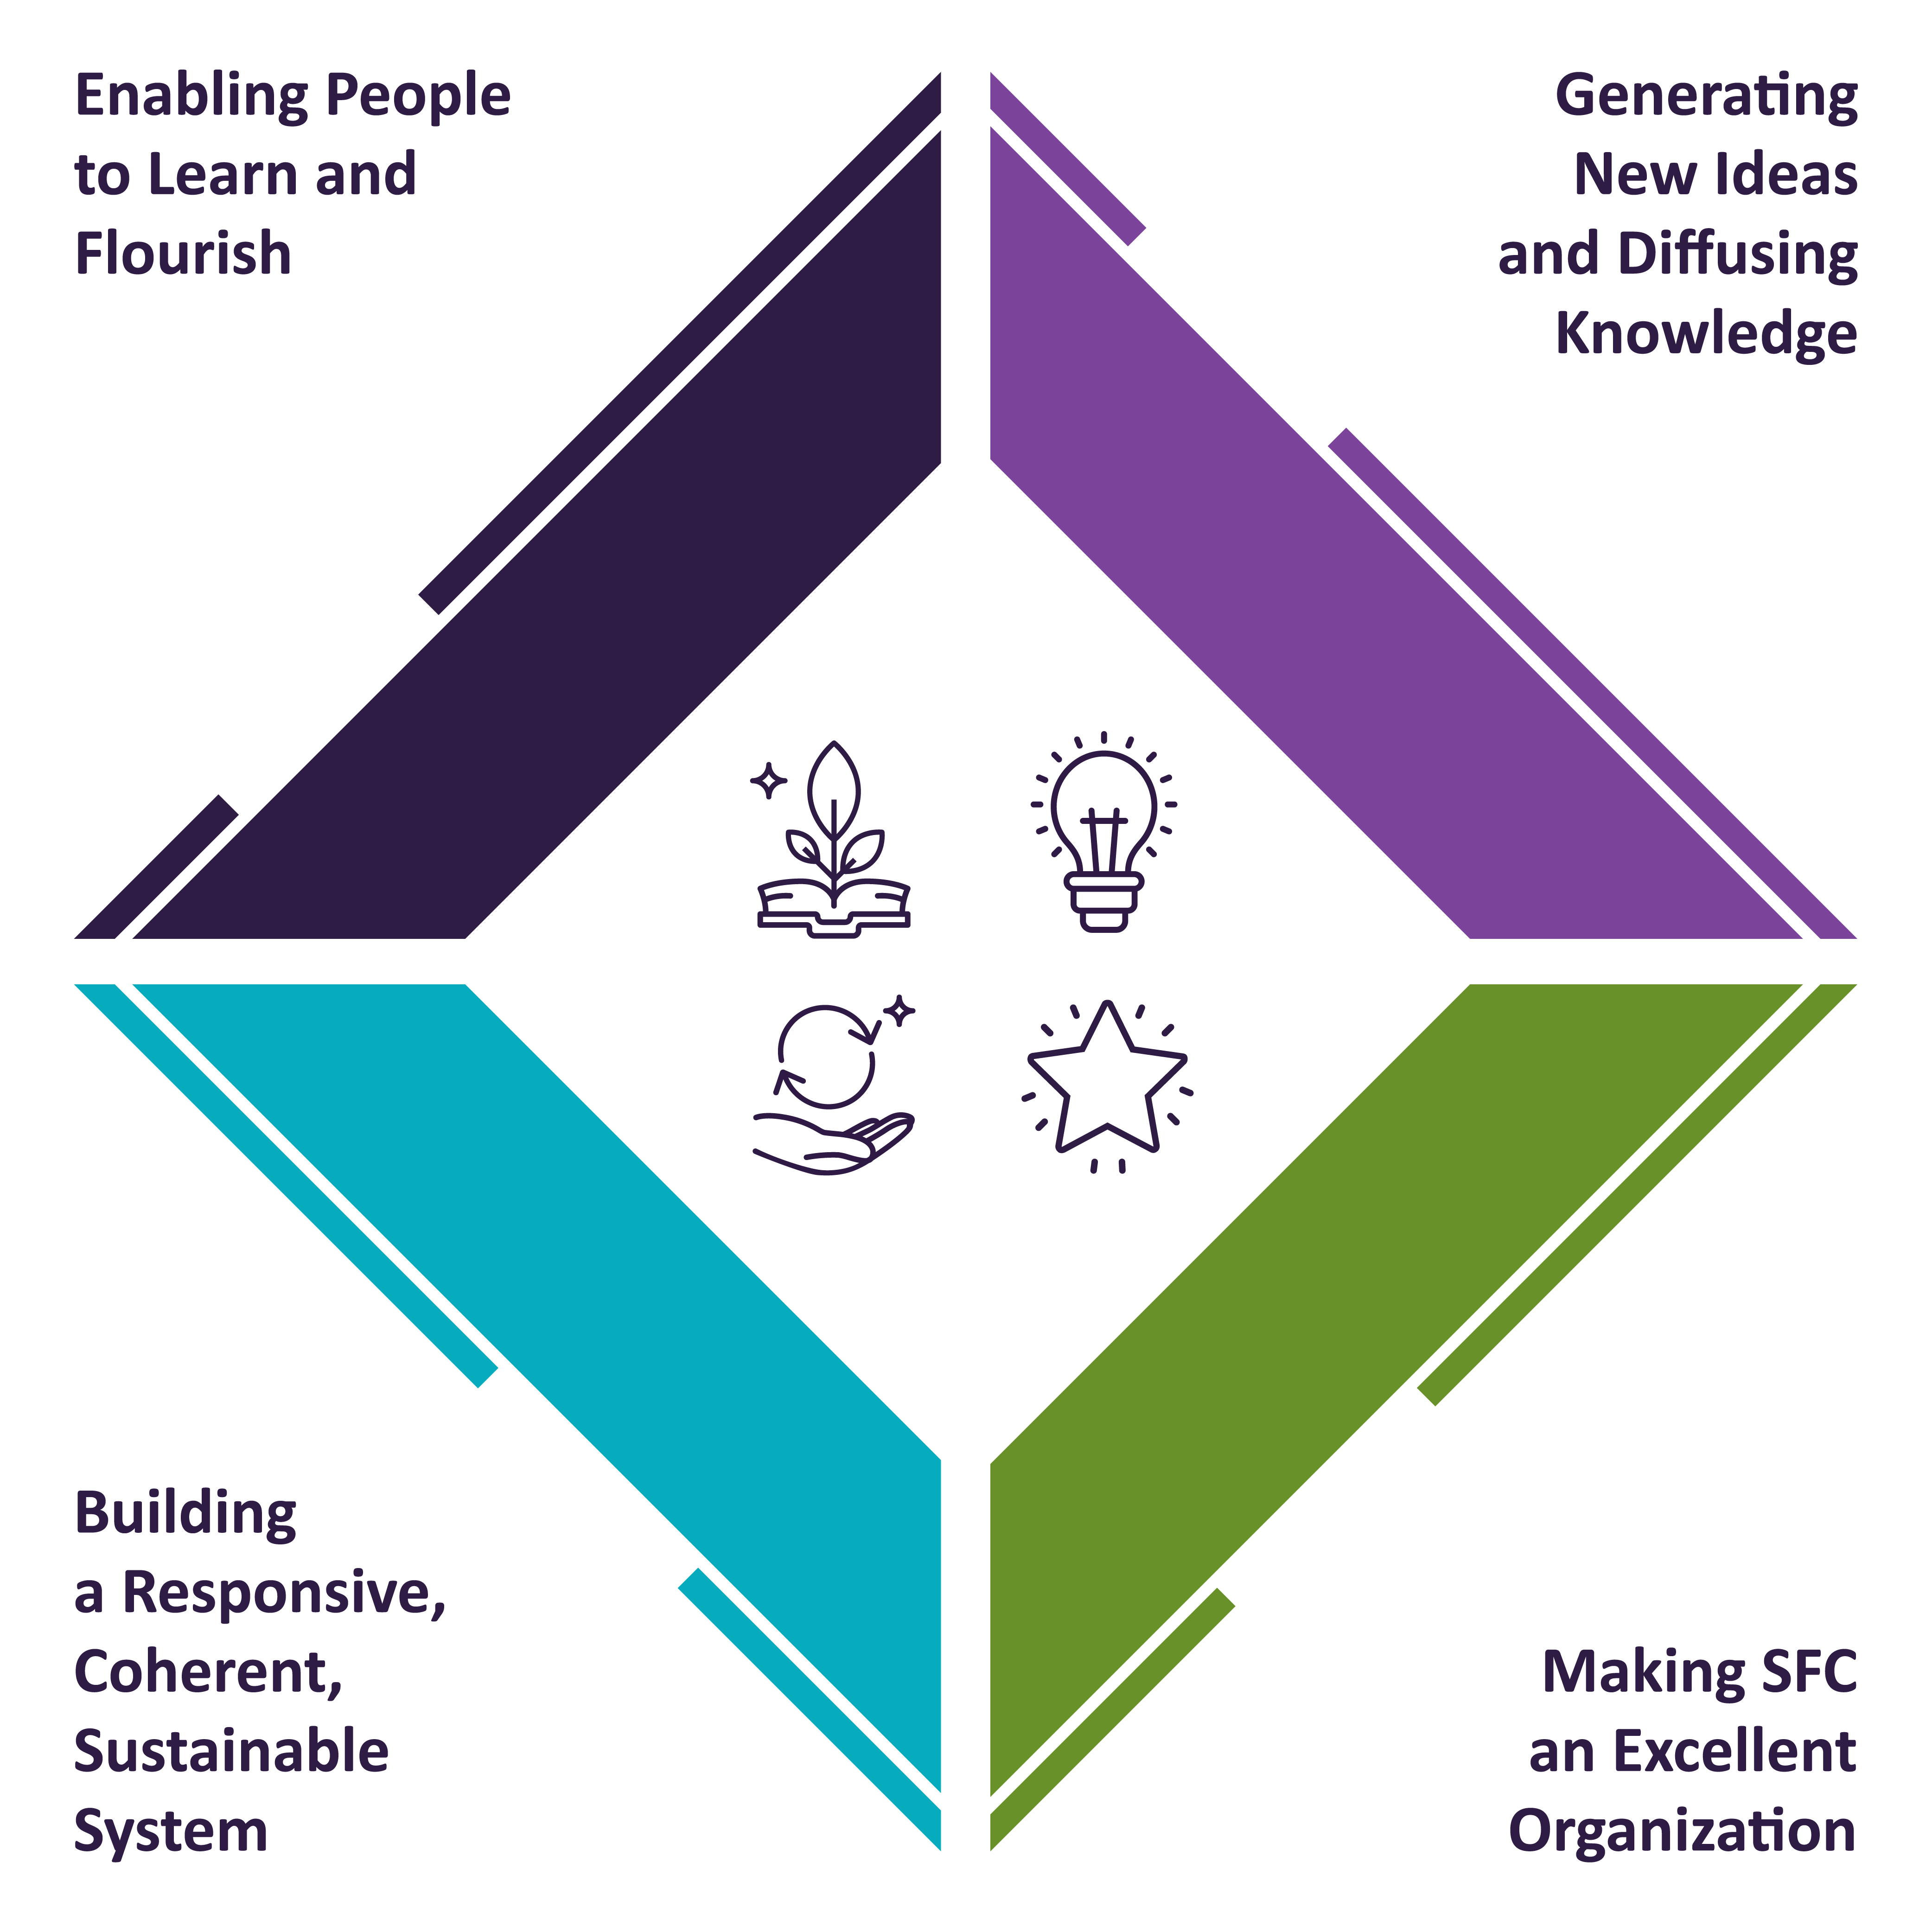 Enabling People
to Learn and
Flourish
Generating
New Ideas
and Diffusing
Knowledge
Building
a Responsive,
Coherent,
Sustainable
System
Making SFC
an Excellent
Organization